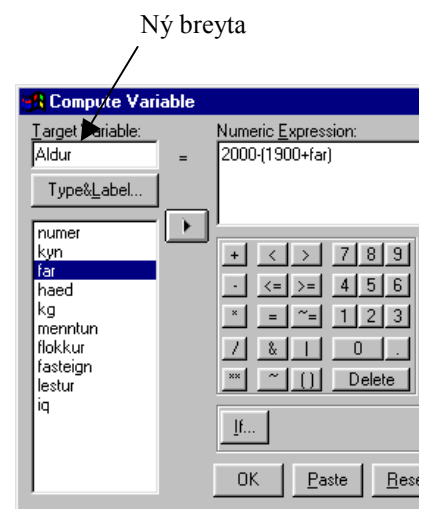 Ný breyta
Compute Variable
Target Variable:
Numeric Expression:
Aldur
=
2000-(1900+far)
Type&Label...
numer
kyn
far
haed
kg
menntun
flokkur
fasteign
lestur
iq
+ < > 7 8 9
- <= >= 4 5 6
* = ~= 1 2 3
/ & | 0 .
** ~ () Delete
If...
OK Paste Rese